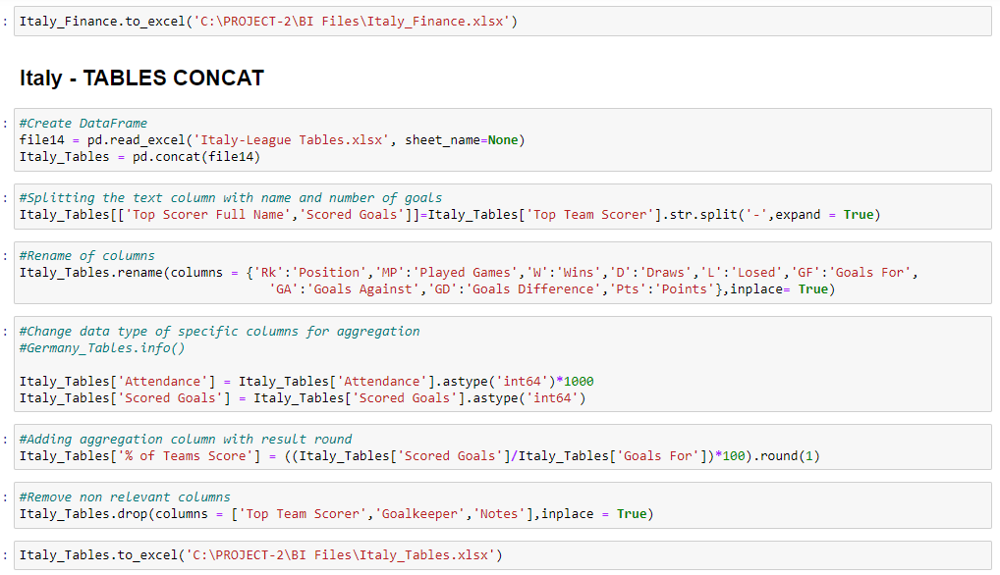 : Italy_Finance.to_excel('C:\PROJECT-2\BI Files\Italy_Finance.xlsx')
Italy - TABLES CONCAT
: #Create DataFrame
file14 = pd.read_excel('Italy-League Tables.xlsx', sheet_name=None)
Italy_Tables = pd.concat(file14)
: #Splitting the text column with name and number of goals
Italy_Tables[['Top Scorer Full Name','Scored Goals']]=Italy_Tables['Top Team Scorer'].str.split('-',expand = True)
: #Rename of columns
Italy_Tables.rename(columns = {'Rk':'Position','MP':'Played Games','W':'Wins','D':'Draws','L':'Losed','GF':'Goals For',
'GA':'Goals Against','GD':'Goals Difference','Pts':'Points'},inplace= True)
: #Change data type of specific columns for aggregation
#Germany_Tables.info()
Italy_Tables['Attendance'] = Italy_Tables['Attendance'].astype('int64')*1000
Italy_Tables['Scored Goals'] = Italy_Tables['Scored Goals'].astype('int64')
: #Adding aggregation column with result round
Italy_Tables['% of Teams Score'] = ((Italy_Tables['Scored Goals']/Italy_Tables['Goals For'])*100).round(1)
: #Remove non relevant columns
Italy_Tables.drop(columns = ['Top Team Scorer','Goalkeeper','Notes'],inplace = True)
: Italy_Tables.to_excel('C:\PROJECT-2\BI Files\Italy_Tables.xlsx')